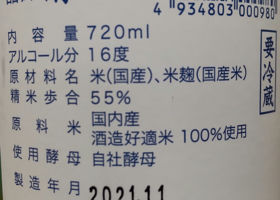 4 934803 000980
内容量 720ml
アルコール分 16度
原材料名 米(国産)、米麹(国産米)
精米歩合 55%
原料米 国内産
酒造好適米 100%使用
使用酵母 自社酵母
製造年月 2021.11
要冷蔵